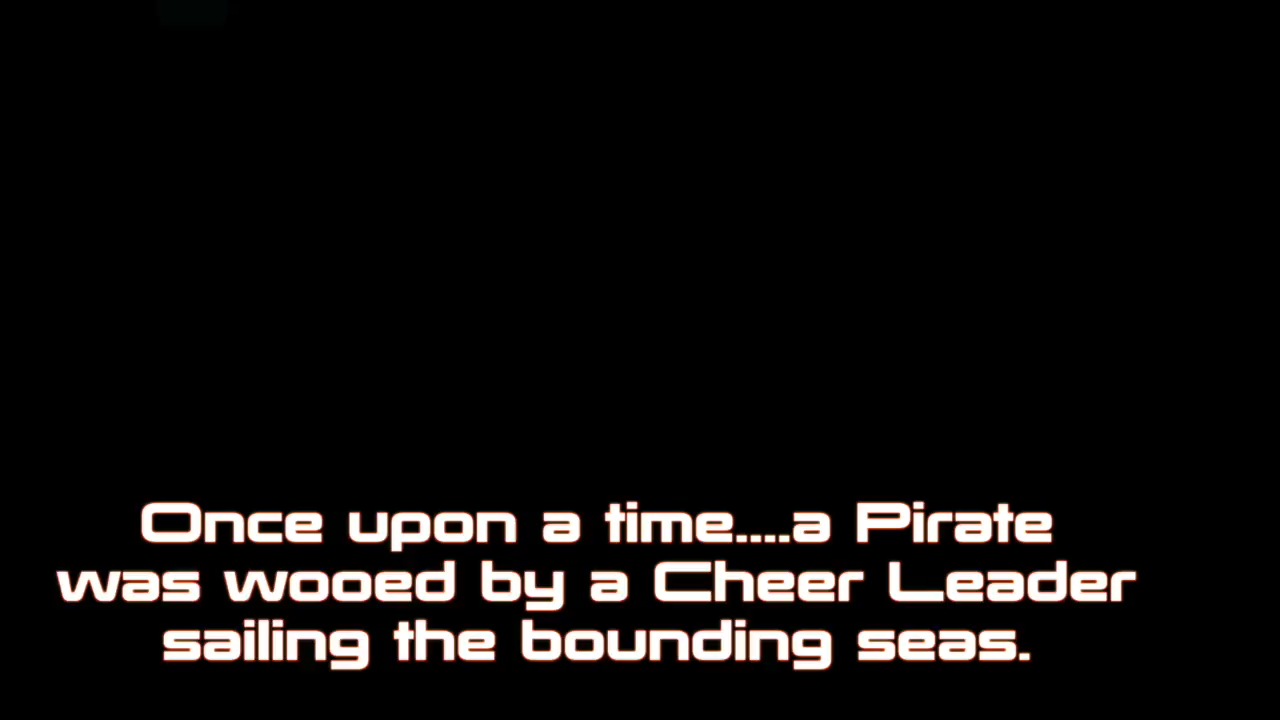 Once upon a time....a Pirate
was wooed by a Cheer Leader
sailing the bounding seas.